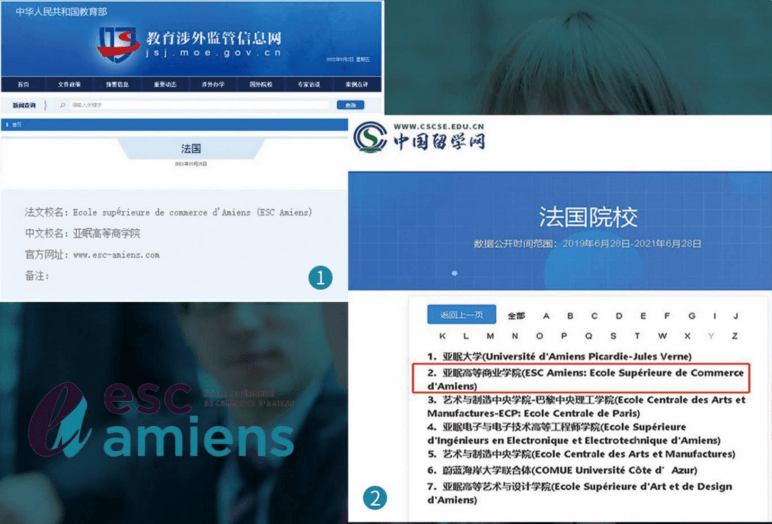 中华人民共和国教育部
教育涉外监管信息网
jsj.moe.gov.cn
首页 文件政策 预警信息 重要动态 涉外办学 国外院校 专家访谈 案例点评
新闻查询 请输入关键字 查询
首页
法国
法文校名：Ecole supérieure de commerce d'Amiens (ESC Amiens)
中文校名：亚眠高等商学院
官方网址：www.esc-amiens.com
备注：
1
esc
ECOLE SUPÉRIEURE
DE COMMERCE D'AMIENS
amiens
WWW.CSCSE.EDU.CN
中国留学网
法国院校
数据公开时间范围：2019年6月28日-2021年6月28日
返回上一页 全部 A B C D E F G I J
K L M N O P Q S T W X Y Z
1. 亚眠大学(Université d'Amiens Picardie-Jules Verne)
2. 亚眠高等商业学院(ESC Amiens: Ecole Supérieure de Commerce
d'Amiens)
3. 艺术与制造中央学院-巴黎中央理工学院(Ecole Centrale des Arts et
Manufactures-ECP: Ecole Centrale de Paris)
4. 亚眠电子与电子技术高等工程师学院(Ecole Supérieure
d'Ingénieurs en Electronique et Electrotechnique d'Amiens)
5. 艺术与制造中央学院(Ecole Centrale des Arts et Manufactures)
6. 蔚蓝海岸大学联合体(COMUE Université Côte d’Azur)
7. 亚眠高等艺术与设计学院(Ecole Supérieure d'Art et de Design
d'Amiens)
2